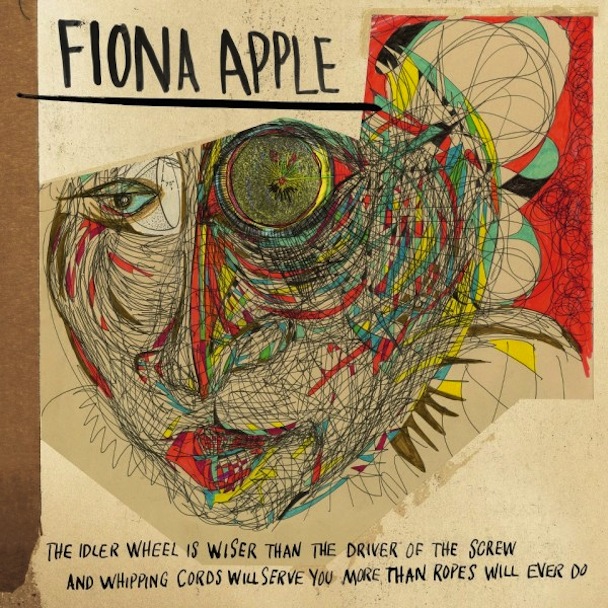 FIONA APPLE
THE IDLER WHEEL IS WISER THAN THE DRIVER OF THE SCREW
AND WHIPPING CORDS WILL SERVE YOU MORE THAN ROPES WILL EVER DO